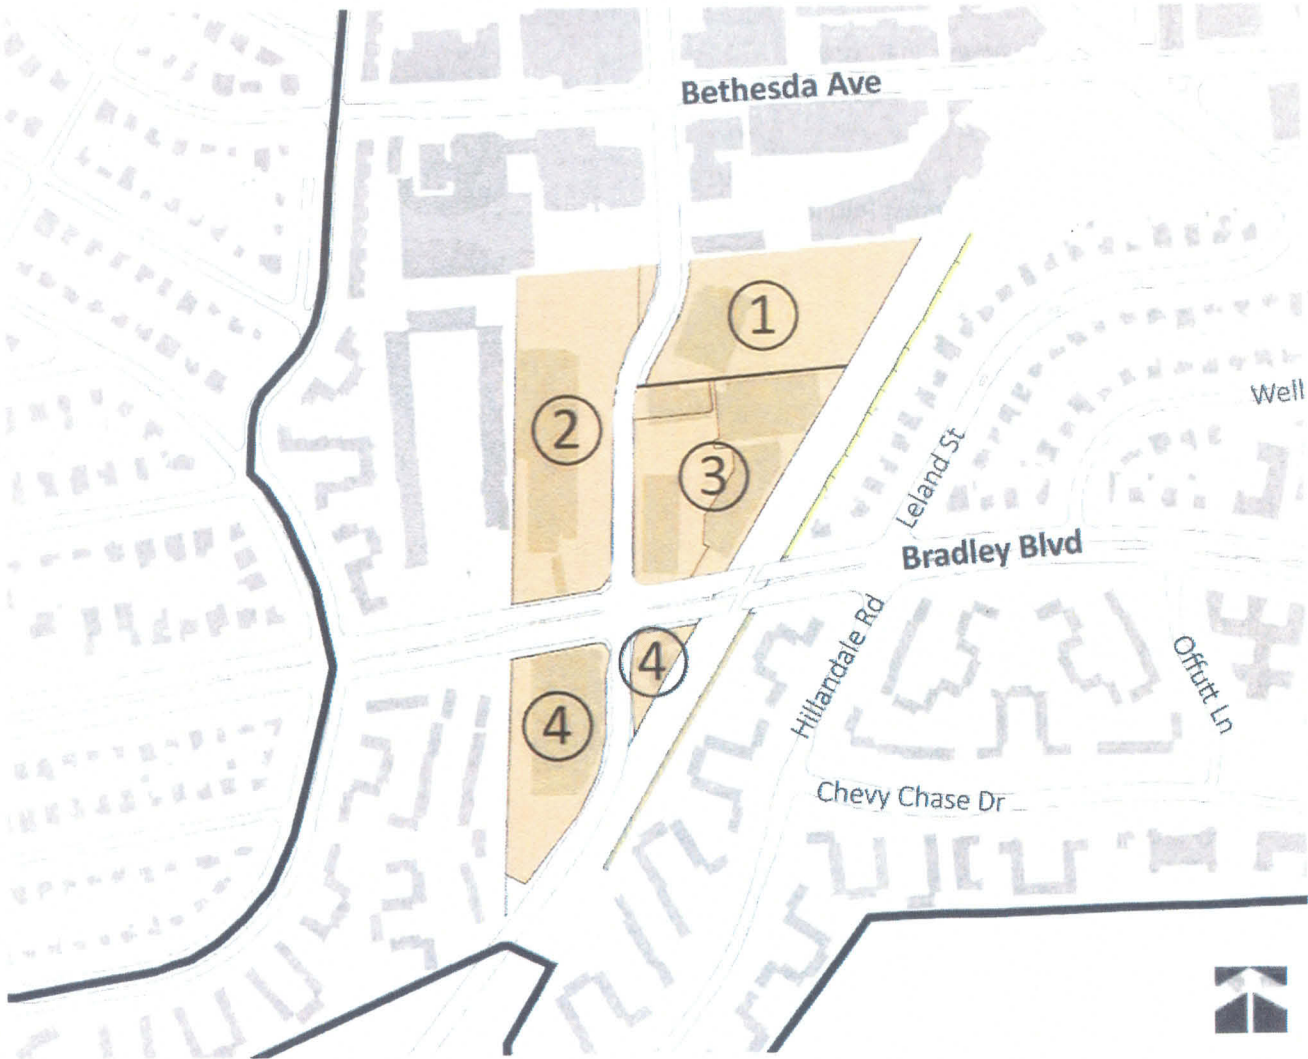 Bethesda Ave
1
Well
2
Leland St
3
Bradley Blvd
Hillandale Rd
4
Offutt Ln
4
Chevy Chase Dr